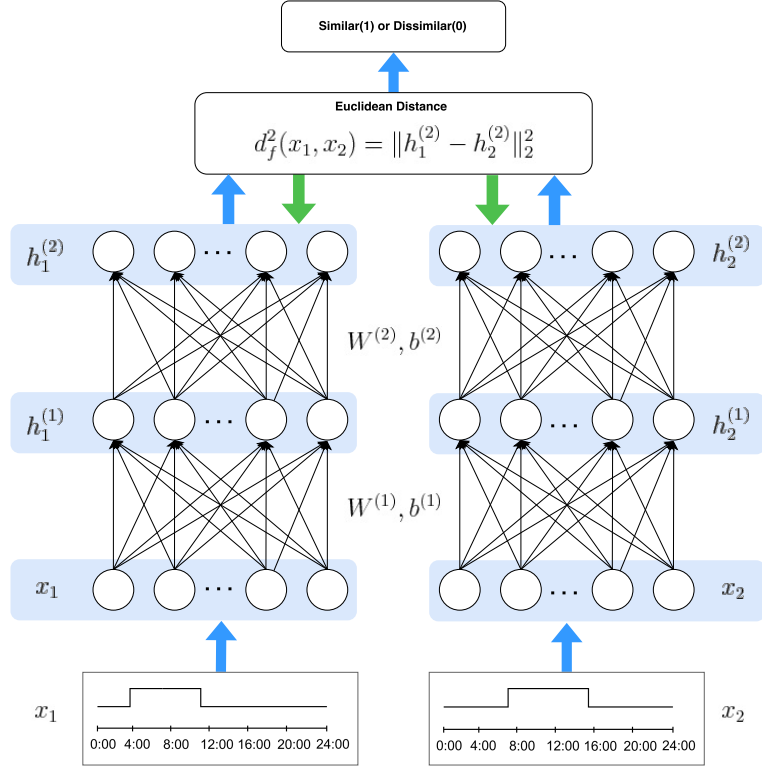 Similar(1) or Dissimilar(0)
Euclidean Distance
d_f^2(x_1, x_2) = ‖h_1^{(2)} − h_2^{(2)}‖_2^2
h_1^{(2)}
···
···
h_2^{(2)}
W^{(2)}, b^{(2)}
h_1^{(1)}
···
···
h_2^{(1)}
W^{(1)}, b^{(1)}
x_1
···
···
x_2
x_1
0:00 4:00 8:00 12:00 16:00 20:00 24:00
0:00 4:00 8:00 12:00 16:00 20:00 24:00
x_2